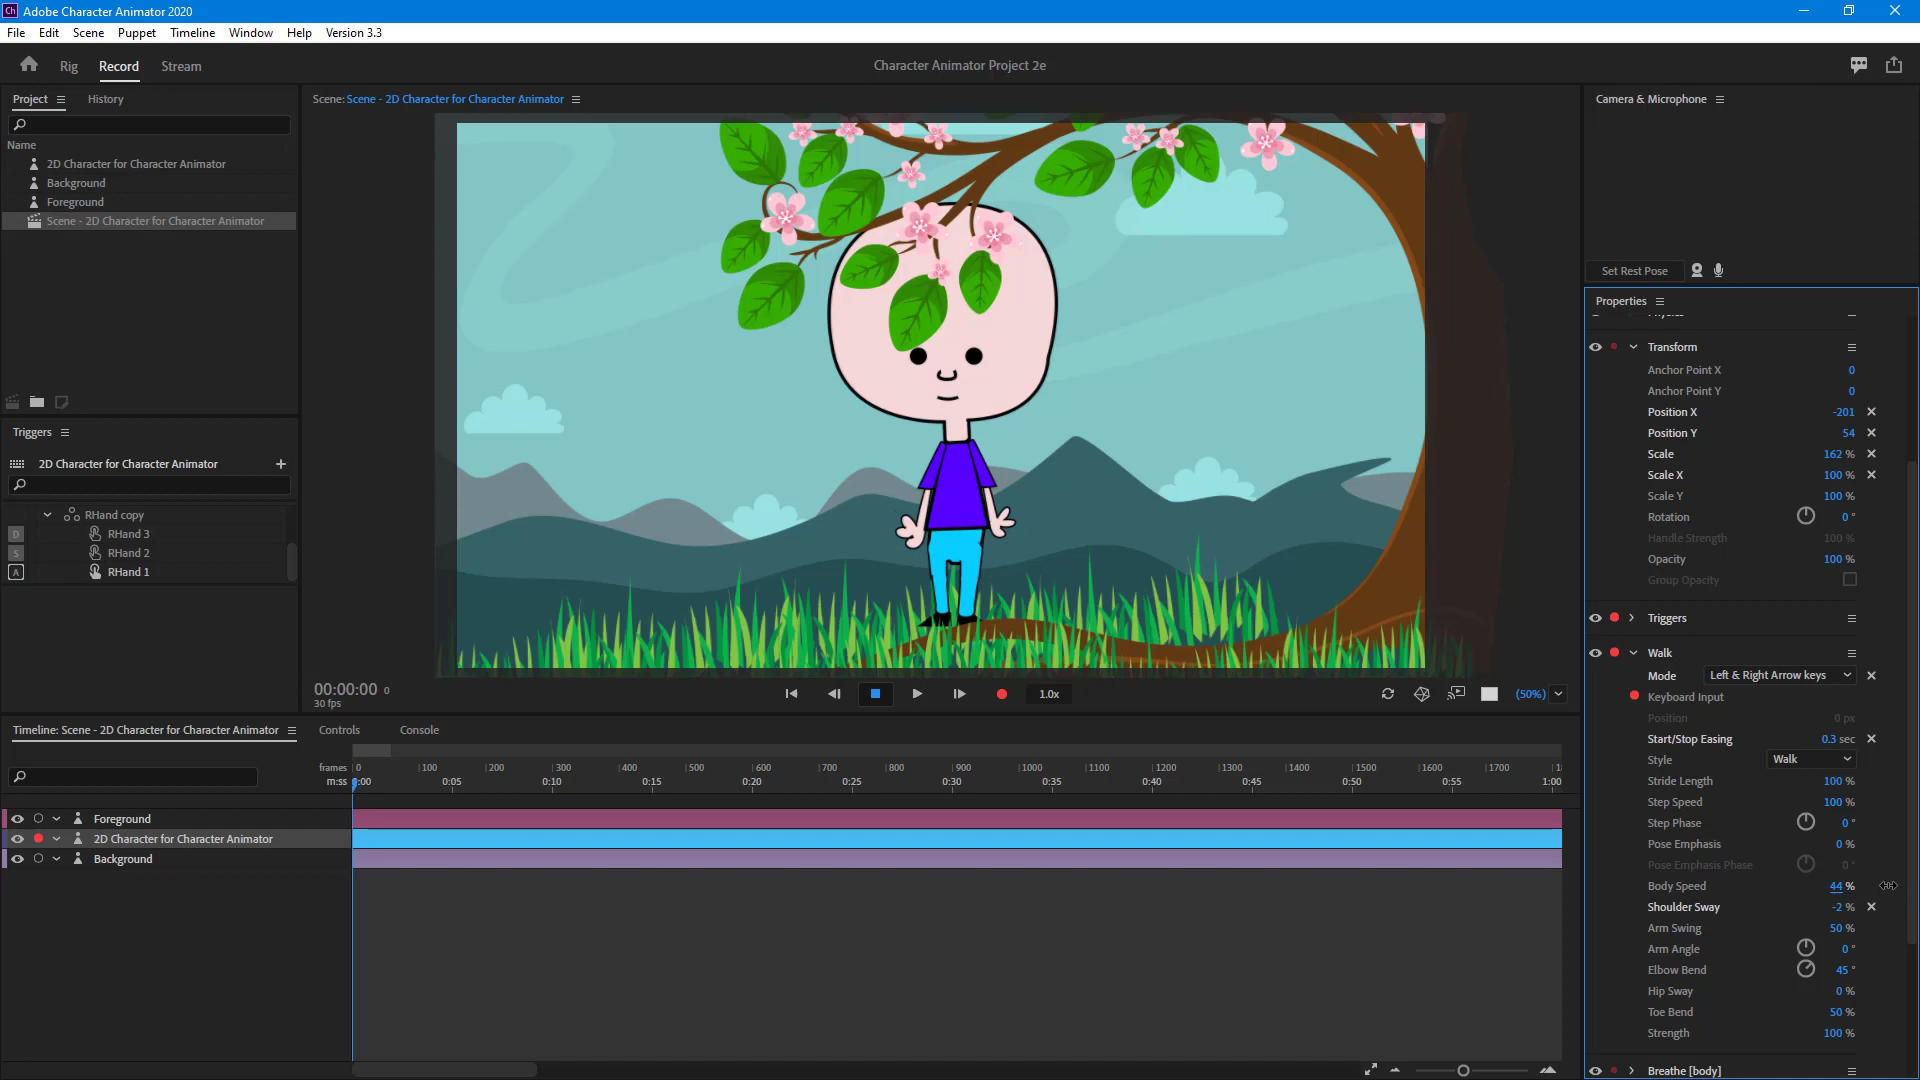 Ch Adobe Character Animator 2020
File Edit Scene Puppet Timeline Window Help Version 3.3
Rig Record Stream
Character Animator Project 2e
Project History
Name
2D Character for Character Animator
Background
Foreground
Scene - 2D Character for Character Animator
Triggers
2D Character for Character Animator
RHand copy
D RHand 3
S RHand 2
A RHand 1
Scene: Scene - 2D Character for Character Animator
00:00:00 0
30 fps
1.0x
(50%)
Camera & Microphone
Set Rest Pose
Properties
Transform
Anchor Point X 0
Anchor Point Y 0
Position X -201
Position Y 54
Scale 162 %
Scale X 100 %
Scale Y 100 %
Rotation 0 °
Handle Strength 100 %
Opacity 100 %
Group Opacity
Triggers
Walk
Mode Left & Right Arrow keys
Keyboard Input
Position 0 px
Start/Stop Easing 0.3 sec
Style Walk
Stride Length 100 %
Step Speed 100 %
Step Phase 0 °
Pose Emphasis 0 %
Pose Emphasis Phase 0 °
Body Speed 44 %
Shoulder Sway -2 %
Arm Swing 50 %
Arm Angle 0 °
Elbow Bend 45 °
Hip Sway 0 %
Toe Bend 50 %
Strength 100 %
Breathe [body]
Timeline: Scene - 2D Character for Character Animator Controls Console
frames 0 100 200 300 400 500 600 700 800 900 1000 1100 1200 1300 1400 1500 1600 1700
m:ss 0:00 0:05 0:10 0:15 0:20 0:25 0:30 0:35 0:40 0:45 0:50 0:55 1:00
Foreground
2D Character for Character Animator
Background